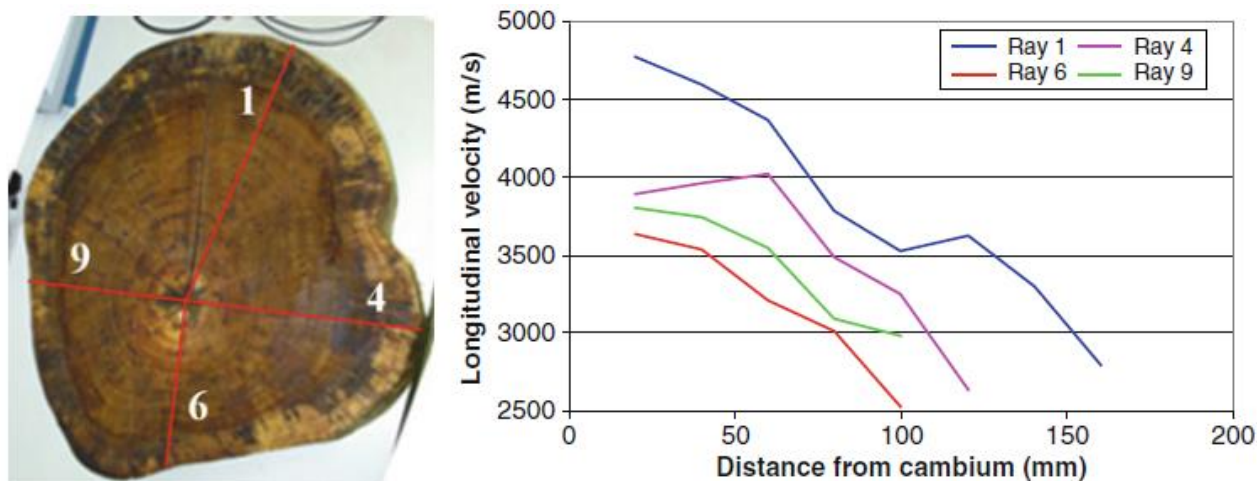 1
9
4
6
Longitudinal velocity (m/s)
5000
4500
4000
3500
3000
2500
Ray 1 Ray 4
Ray 6 Ray 9
0 50 100 150 200
Distance from cambium (mm)